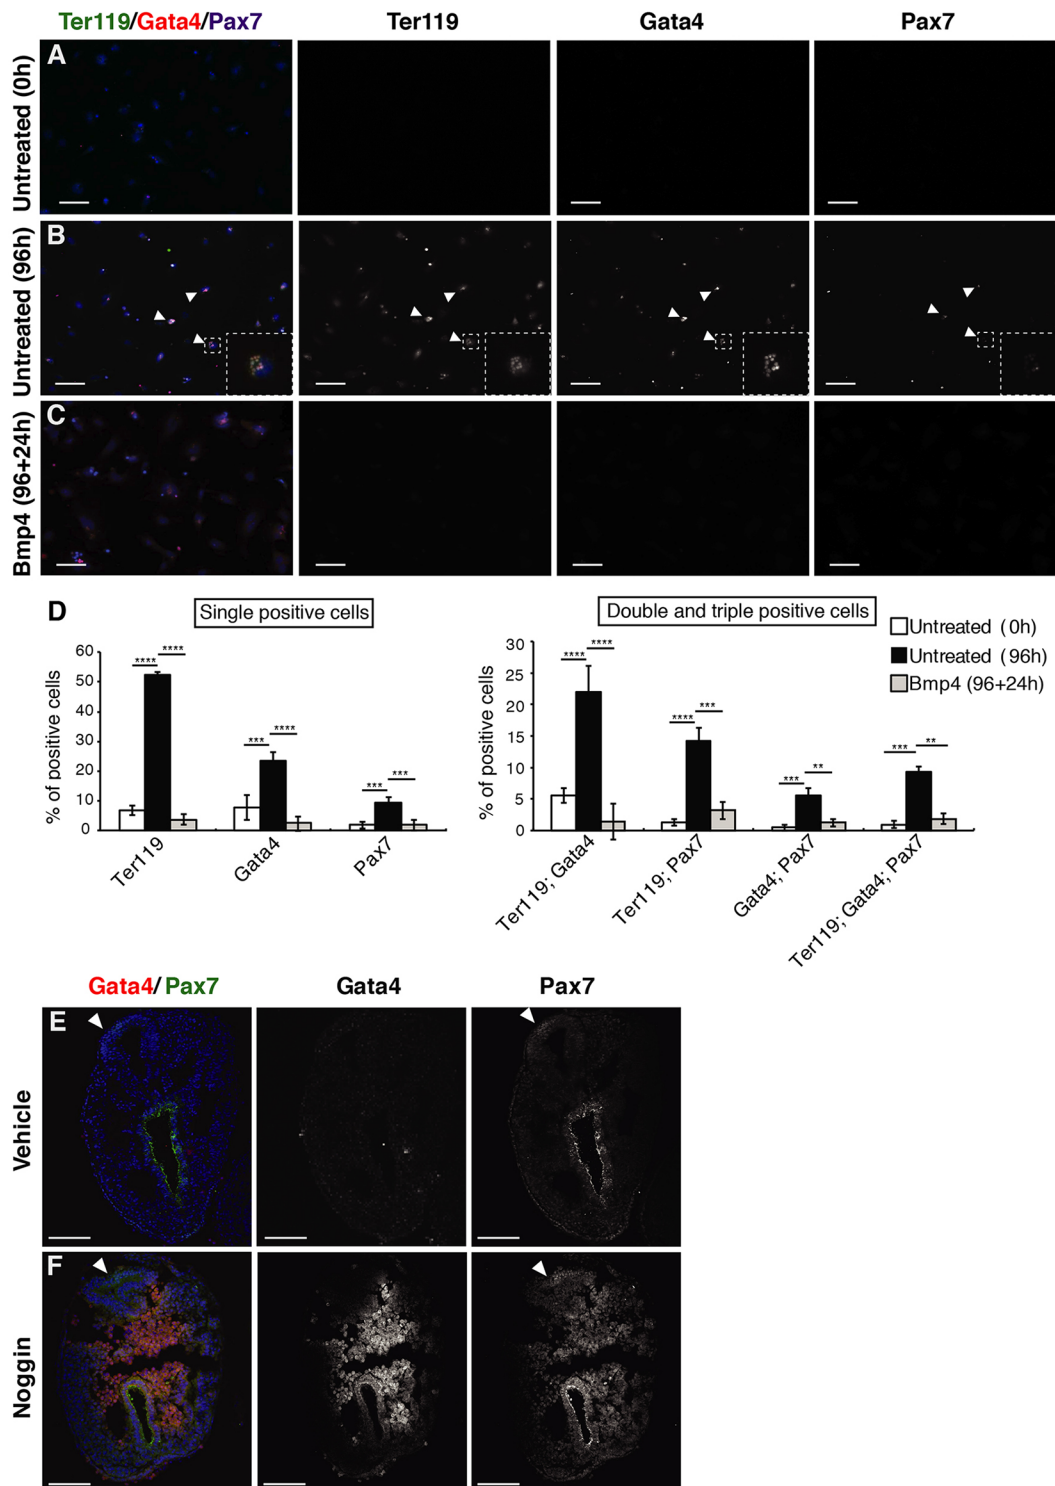 Ter119/Gata4/Pax7 Ter119 Gata4 Pax7
Untreated (0h)
A
Untreated (96h)
B
Bmp4 (96+24h)
C
D
Single positive cells
Double and triple positive cells
Untreated (0h)
Untreated (96h)
Bmp4 (96+24h)
% of positive cells
60
50
40
30
20
10
0
**** ****
*** ****
*** ***
Ter119
Gata4
Pax7
% of positive cells
30
25
20
15
10
5
0
**** ****
**** ***
*** **
*** **
Ter119; Gata4
Ter119; Pax7
Gata4; Pax7
Ter119; Gata4; Pax7
Gata4/Pax7 Gata4 Pax7
Vehicle
E
Noggin
F